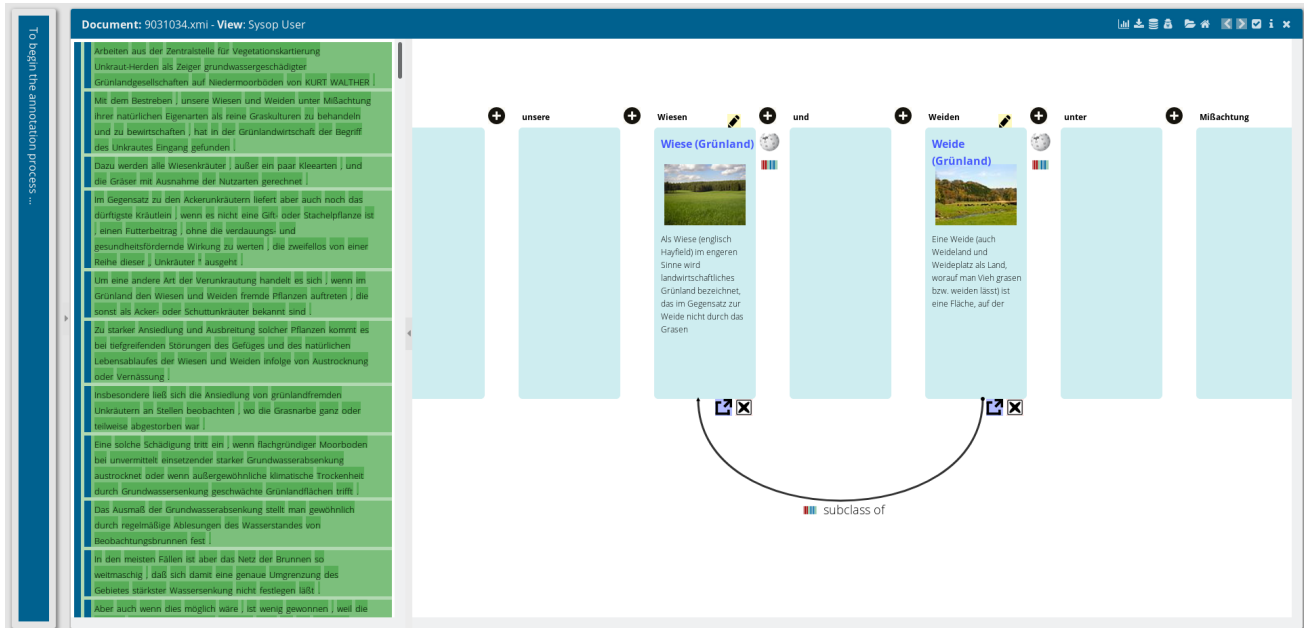 To begin the annotation process ...
Document: 9031034.xmi - View: Sysop User
Arbeiten aus der Zentralstelle für Vegetationskartierung
Unkraut-Herden als Zeiger grundwassergeschädigter
Grünlandgesellschaften auf Niedermoorböden von KURT WALTHER .
Mit dem Bestreben , unsere Wiesen und Weiden unter Mißachtung
ihrer natürlichen Eigenarten als reine Graskulturen zu behandeln
und zu bewirtschaften , hat in der Grünlandwirtschaft der Begriff
des Unkrautes Eingang gefunden .
Dazu werden alle Wiesenkräuter , außer ein paar Kleearten , und
die Gräser mit Ausnahme der Nutzarten gerechnet .
Im Gegensatz zu den Ackerunkräutern liefert aber auch noch das
dürftigste Kräutlein , wenn es nicht eine Gift- oder Stachelpflanze ist
, einen Futterbeitrag , ohne die verdauungs- und
gesundheitsfördernde Wirkung zu werten , die zweifellos von einer
Reihe dieser „ Unkräuter " ausgeht .
Um eine andere Art der Verunkrautung handelt es sich , wenn im
Grünland den Wiesen und Weiden fremde Pflanzen auftreten , die
sonst als Acker- oder Schuttunkräuter bekannt sind .
Zu starker Ansiedlung und Ausbreitung solcher Pflanzen kommt es
bei tiefgreifenden Störungen des Gefüges und des natürlichen
Lebensablaufes der Wiesen und Weiden infolge von Austrocknung
oder Vernässung .
Insbesondere ließ sich die Ansiedlung von grünlandfremden
Unkräutern an Stellen beobachten , wo die Grasnarbe ganz oder
teilweise abgestorben war .
Eine solche Schädigung tritt ein , wenn flachgründiger Moorboden
bei unvermittelt einsetzender starker Grundwasserabsenkung
austrocknet oder wenn außergewöhnliche klimatische Trockenheit
durch Grundwassersenkung geschwächte Grünlandflächen trifft .
Das Ausmaß der Grundwasserabsenkung stellt man gewöhnlich
durch regelmäßige Ablesungen des Wasserstandes von
Beobachtungsbrunnen fest .
In den meisten Fällen ist aber das Netz der Brunnen so
weitmaschig , daß sich damit eine genaue Umgrenzung des
Gebietes stärkster Wassersenkung nicht festlegen läßt .
Aber auch wenn dies möglich wäre , ist wenig gewonnen , weil die
unsere
Wiesen
und
Weiden
unter
Mißachtung
Wiese (Grünland)
Als Wiese (englisch
Hayfield) im engeren
Sinne wird
landwirtschaftliches
Grünland bezeichnet,
das im Gegensatz zur
Weide nicht durch das
Grasen
Weide
(Grünland)
Eine Weide (auch
Weideland und
Weideplatz als Land,
worauf man Vieh grasen
bzw. weiden lässt) ist
eine Fläche, auf der
subclass of